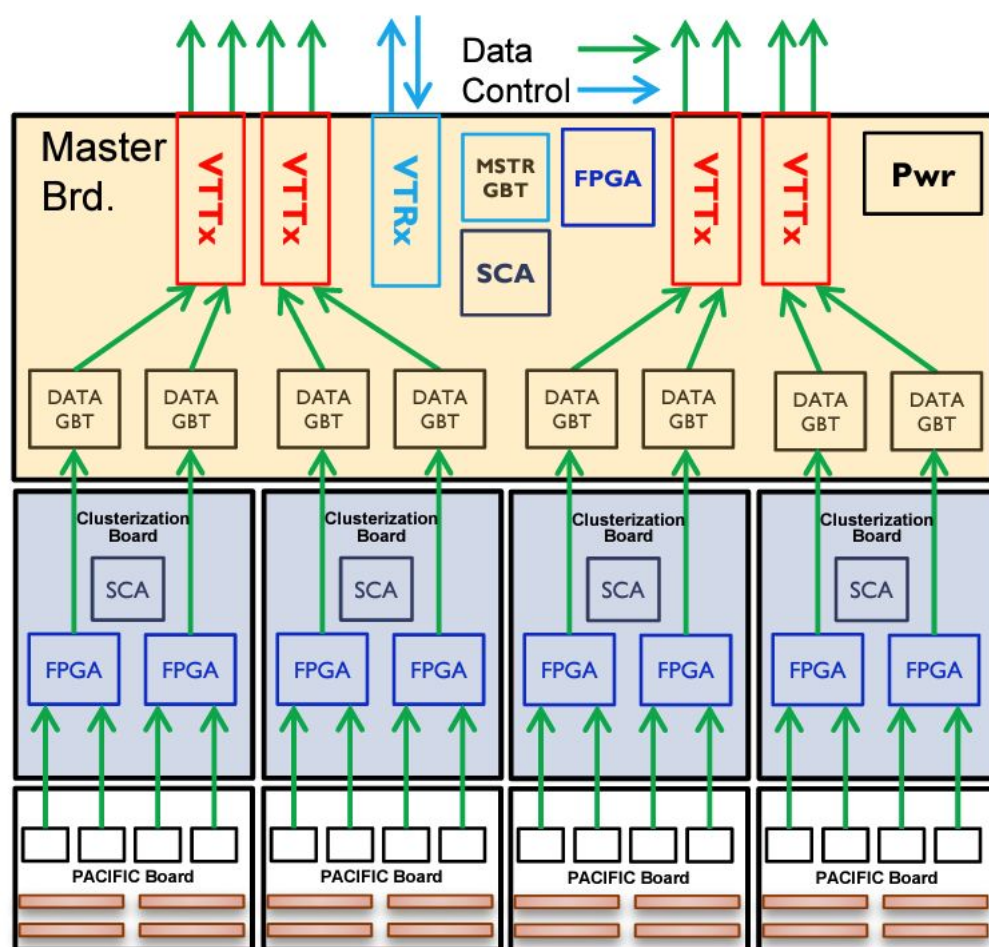 Data
Control
Master
Brd.
VTTx
VTTx
VTRx
MSTR
GBT
FPGA
SCA
VTTx
VTTx
Pwr
DATA
GBT
DATA
GBT
DATA
GBT
DATA
GBT
DATA
GBT
DATA
GBT
DATA
GBT
DATA
GBT
Clusterization
Board
SCA
FPGA
FPGA
Clusterization
Board
SCA
FPGA
FPGA
Clusterization
Board
SCA
FPGA
FPGA
Clusterization
Board
SCA
FPGA
FPGA
PACIFIC Board
PACIFIC Board
PACIFIC Board
PACIFIC Board